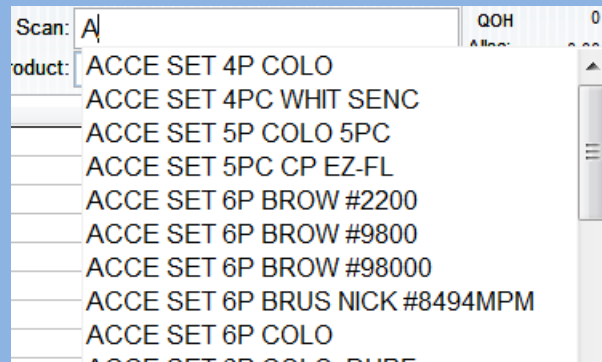 Scan: A QOH 0
roduct:
ACCE SET 4P COLO
ACCE SET 4PC WHIT SENC
ACCE SET 5P COLO 5PC
ACCE SET 5PC CP EZ-FL
ACCE SET 6P BROW #2200
ACCE SET 6P BROW #9800
ACCE SET 6P BROW #98000
ACCE SET 6P BRUS NICK #8494MPM
ACCE SET 6P COLO